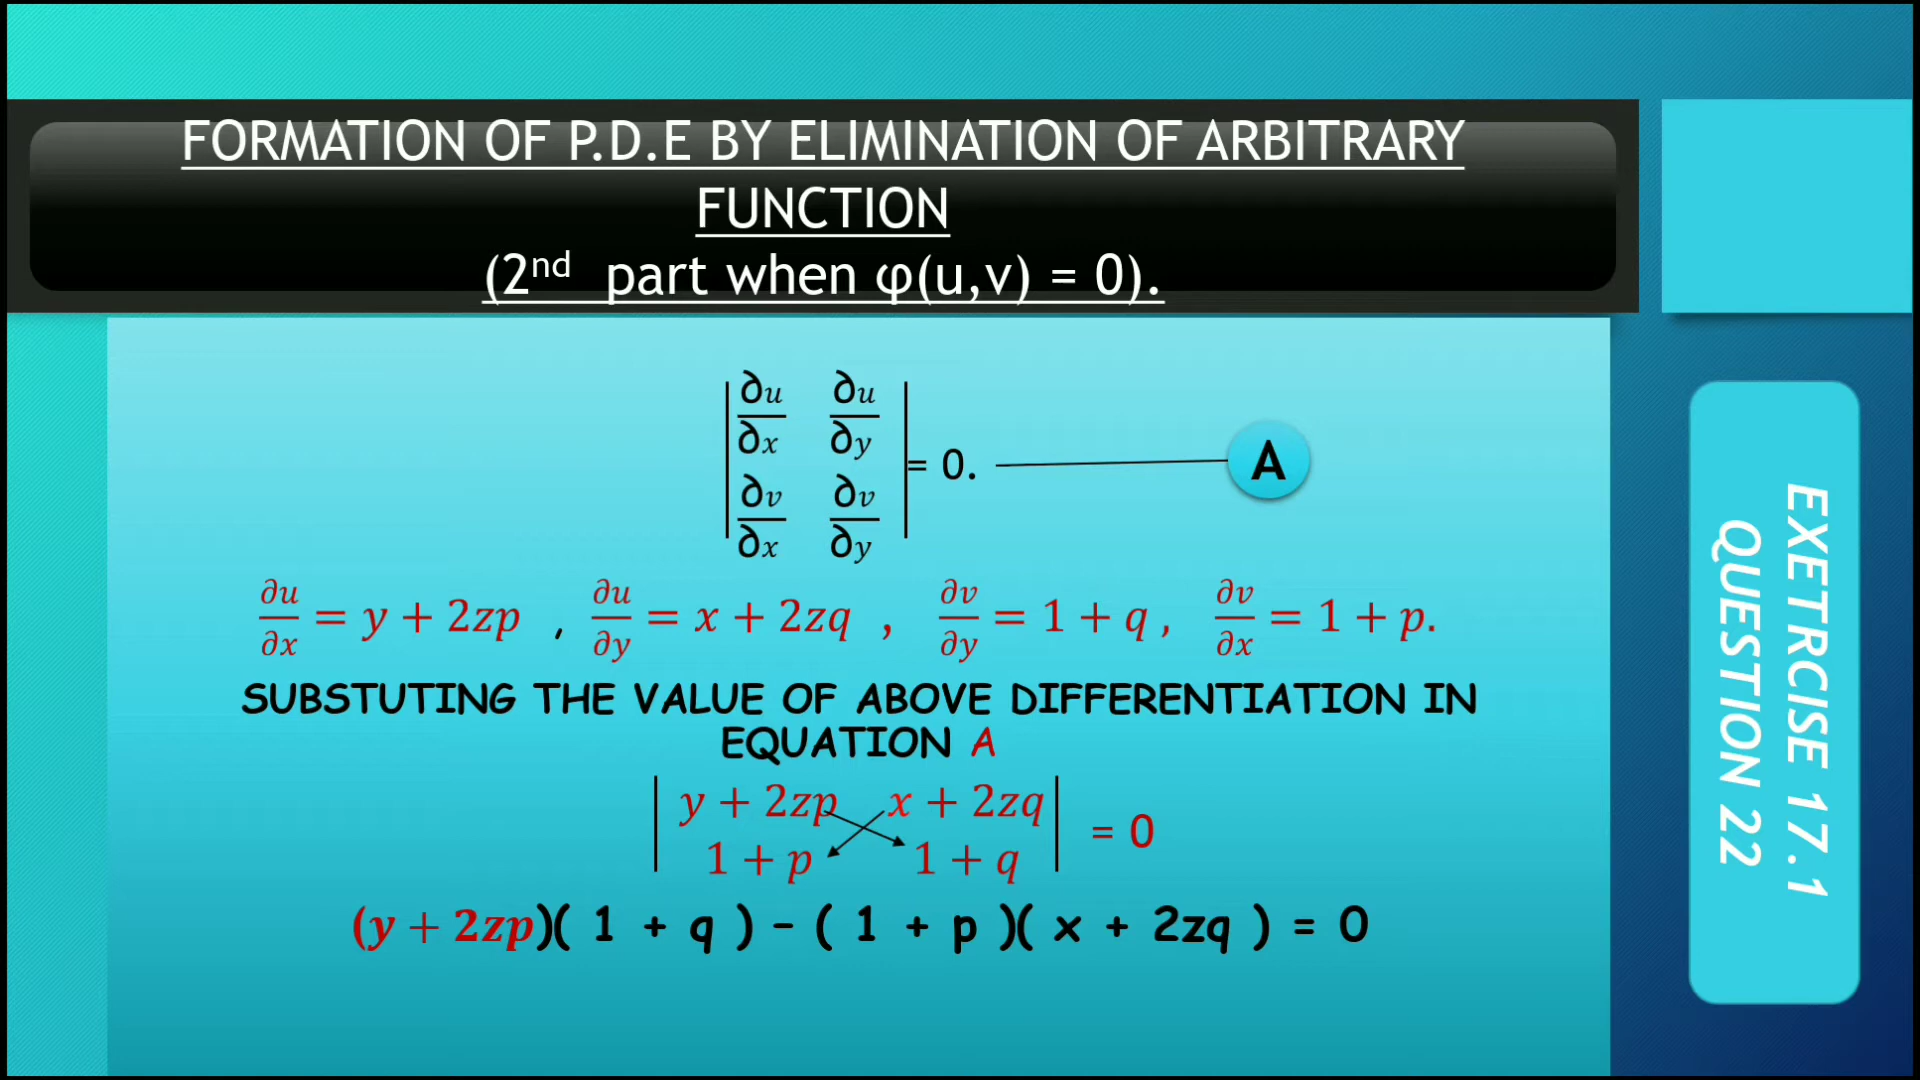 FORMATION OF P.D.E BY ELIMINATION OF ARBITRARY
FUNCTION
(2nd part when φ(u,v) = 0).
| ∂u/∂x ∂u/∂y |
| ∂v/∂x ∂v/∂y | = 0. A
∂u/∂x = y + 2zp , ∂u/∂y = x + 2zq , ∂v/∂y = 1 + q , ∂v/∂x = 1 + p.
SUBSTUTING THE VALUE OF ABOVE DIFFERENTIATION IN
EQUATION A
| y + 2zp x + 2zq |
| 1 + p 1 + q | = 0
(y + 2zp)( 1 + q ) – ( 1 + p )( x + 2zq ) = 0
EXETRCISE 17.1
QUESTION 22